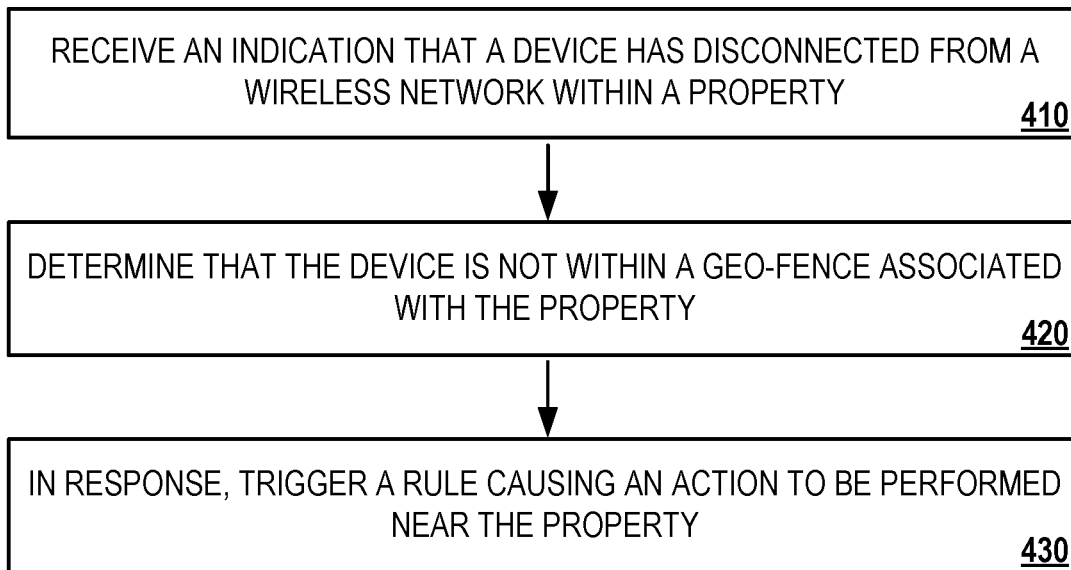 RECEIVE AN INDICATION THAT A DEVICE HAS DISCONNECTED FROM A
WIRELESS NETWORK WITHIN A PROPERTY
410
DETERMINE THAT THE DEVICE IS NOT WITHIN A GEO-FENCE ASSOCIATED
WITH THE PROPERTY
420
IN RESPONSE, TRIGGER A RULE CAUSING AN ACTION TO BE PERFORMED
NEAR THE PROPERTY
430